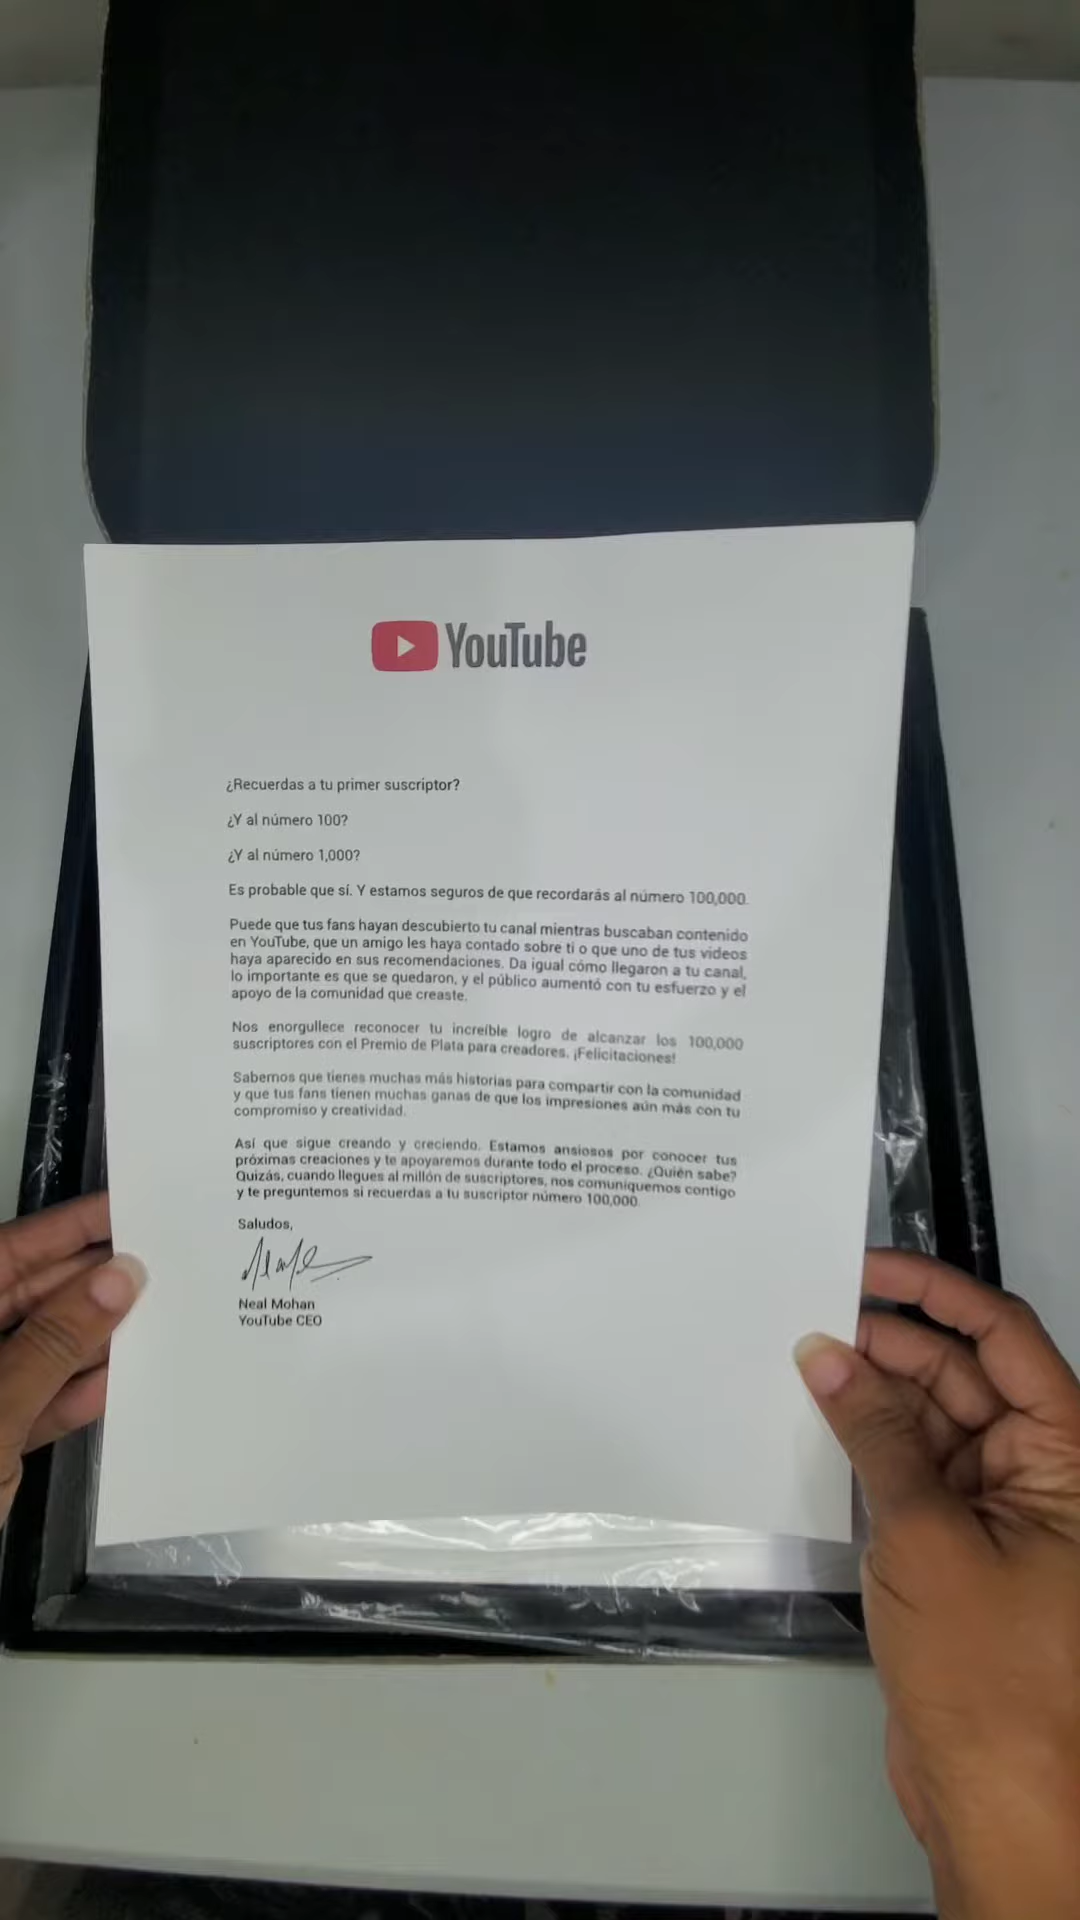 YouTube
¿Recuerdas a tu primer suscriptor?
¿Y al número 100?
¿Y al número 1,000?
Es probable que sí. Y estamos seguros de que recordarás al número 100,000.
Puede que tus fans hayan descubierto tu canal mientras buscaban contenido
en YouTube, que un amigo les haya contado sobre ti o que uno de tus videos
haya aparecido en sus recomendaciones. Da igual cómo llegaron a tu canal,
lo importante es que se quedaron, y el público aumentó con tu esfuerzo y el
apoyo de la comunidad que creaste.
Nos enorgullece reconocer tu increíble logro de alcanzar los 100,000
suscriptores con el Premio de Plata para creadores. ¡Felicitaciones!
Sabemos que tienes muchas más historias para compartir con la comunidad
y que tus fans tienen muchas ganas de que los impresiones aún más con tu
compromiso y creatividad.
Así que sigue creando y creciendo. Estamos ansiosos por conocer tus
próximas creaciones y te apoyaremos durante todo el proceso. ¿Quién sabe?
Quizás, cuando llegues al millón de suscriptores, nos comuniquemos contigo
y te preguntemos si recuerdas a tu suscriptor número 100,000.
Saludos,
Neal Mohan
YouTube CEO